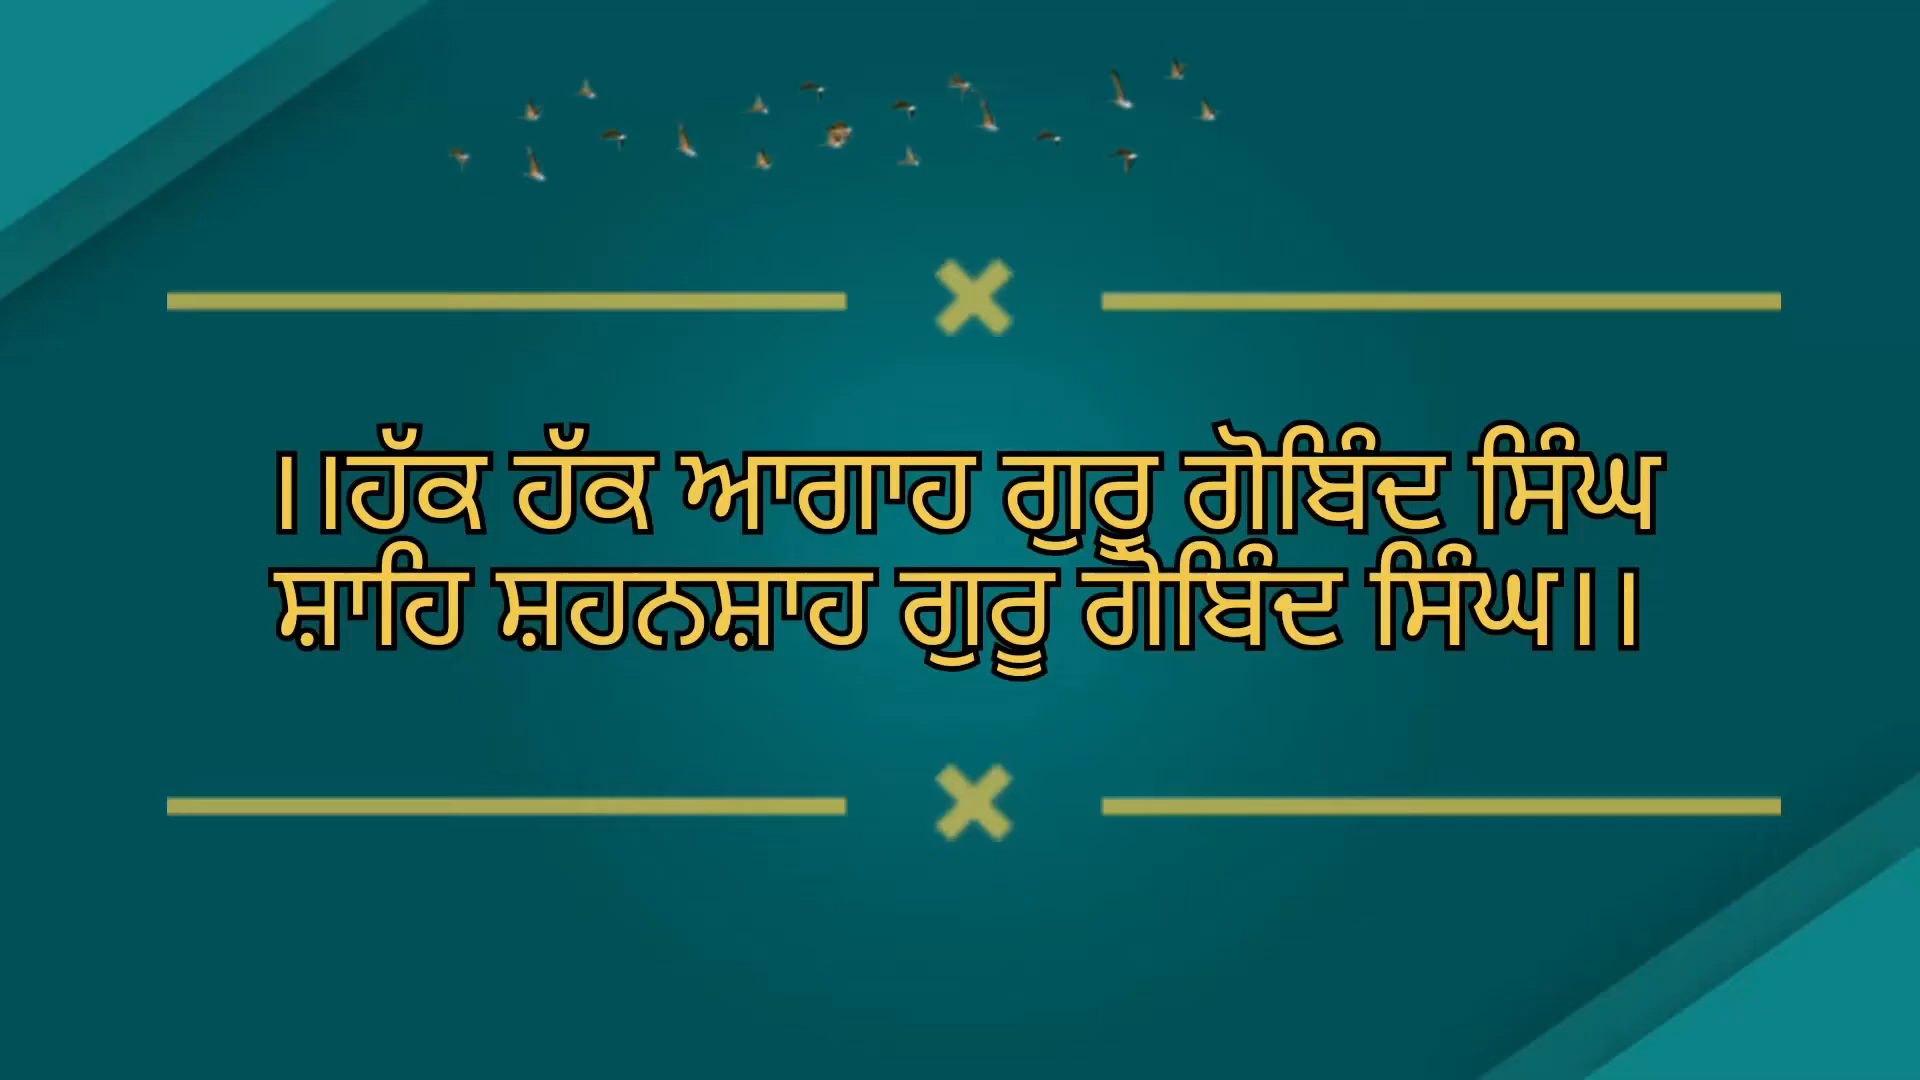 ।।ਹੱਕ ਹੱਕ ਆਗਾਹ ਗੁਰੂ ਗੋਬਿੰਦ ਸਿੰਘ
ਸ਼ਾਹਿ ਸ਼ਹਨਸ਼ਾਹ ਗੁਰੂ ਗੋਬਿੰਦ ਸਿੰਘ।।